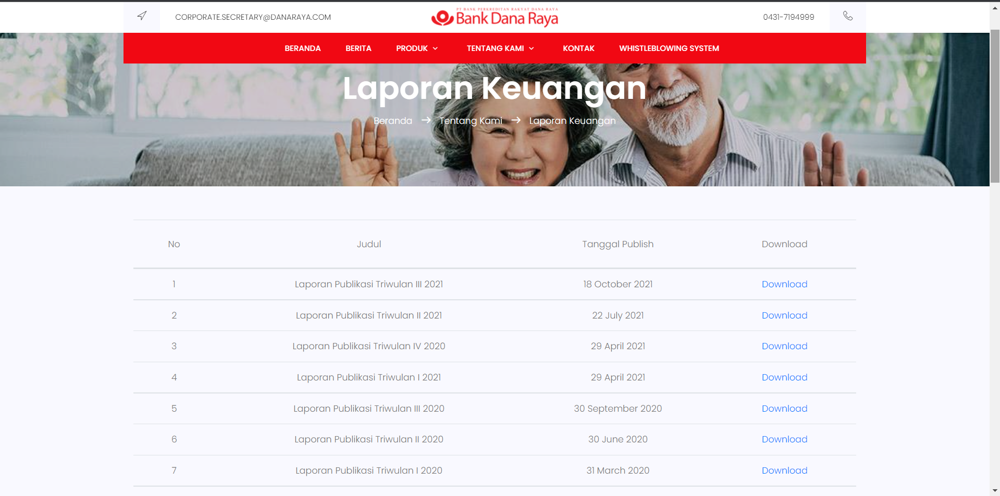 CORPORATE.SECRETARY@DANARAYA.COM
PT BANK PERKREDITAN RAKYAT DANA RAYA
Bank Dana Raya
0431-7194999
BERANDA BERITA PRODUK TENTANG KAMI KONTAK WHISTLEBLOWING SYSTEM
Laporan Keuangan
Beranda → Tentang Kami → Laporan Keuangan
No Judul Tanggal Publish Download
1 Laporan Publikasi Triwulan III 2021 18 October 2021 Download
2 Laporan Publikasi Triwulan II 2021 22 July 2021 Download
3 Laporan Publikasi Triwulan IV 2020 29 April 2021 Download
4 Laporan Publikasi Triwulan I 2021 29 April 2021 Download
5 Laporan Publikasi Triwulan III 2020 30 September 2020 Download
6 Laporan Publikasi Triwulan II 2020 30 June 2020 Download
7 Laporan Publikasi Triwulan I 2020 31 March 2020 Download